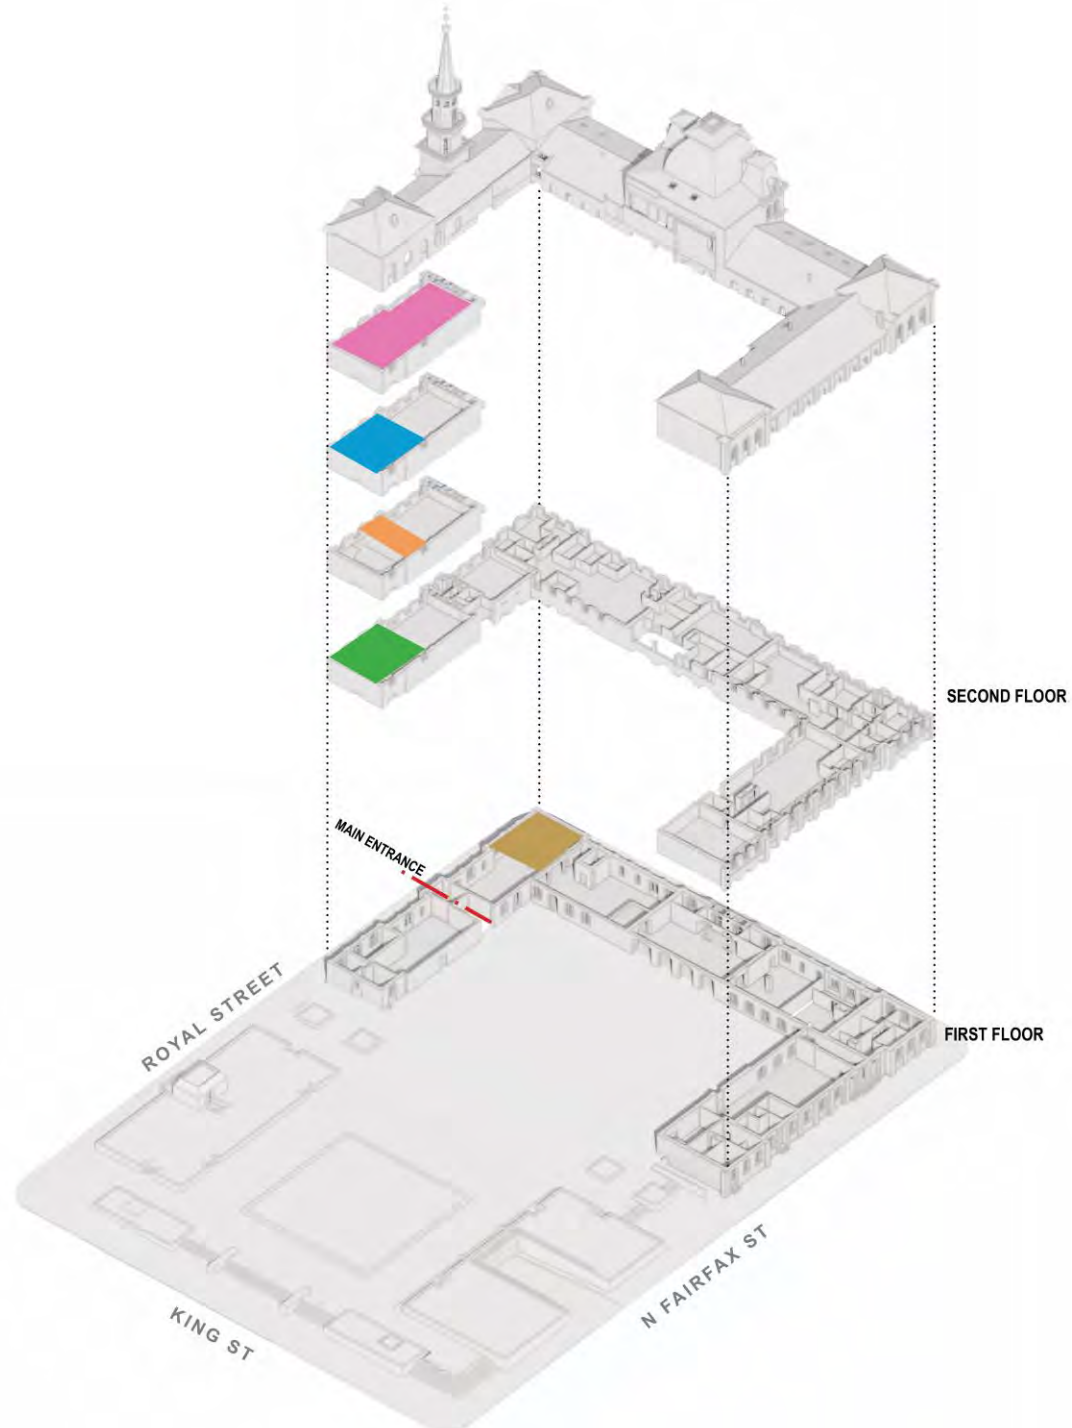 SECOND FLOOR
MAIN ENTRANCE
ROYAL STREET
FIRST FLOOR
N FAIRFAX ST
KING ST